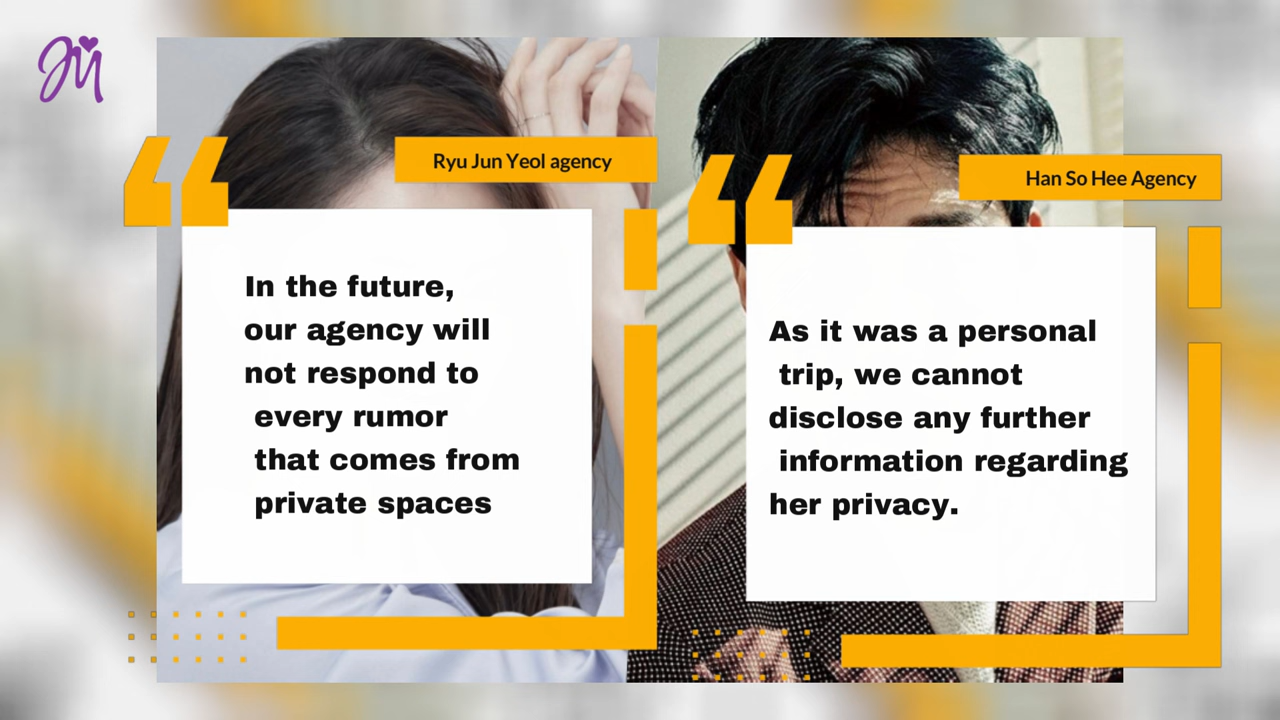 JM
Ryu Jun Yeol agency
In the future,
our agency will
not respond to
every rumor
that comes from
private spaces
Han So Hee Agency
As it was a personal
trip, we cannot
disclose any further
information regarding
her privacy.